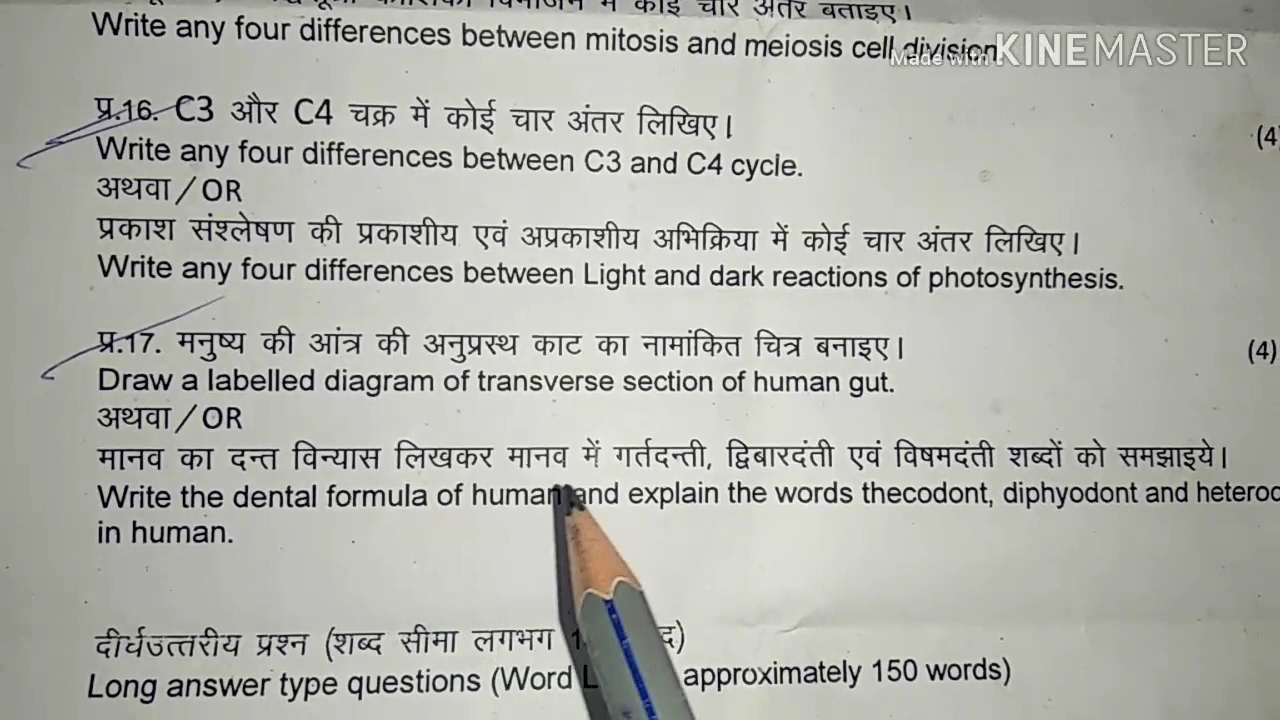 में कोई चार अंतर बताइए।
Write any four differences between mitosis and meiosis cell division.
Made with KINEMASTER
प्र.16. C3 और C4 चक्र में कोई चार अंतर लिखिए।
(4
Write any four differences between C3 and C4 cycle.
अथवा / OR
प्रकाश संश्लेषण की प्रकाशीय एवं अप्रकाशीय अभिक्रिया में कोई चार अंतर लिखिए।
Write any four differences between Light and dark reactions of photosynthesis.
प्र.17. मनुष्य की आंत्र की अनुप्रस्थ काट का नामांकित चित्र बनाइए।
(4)
Draw a labelled diagram of transverse section of human gut.
अथवा / OR
मानव का दन्त विन्यास लिखकर मानव में गर्तदन्ती, द्विबारदंती एवं विषमदंती शब्दों को समझाइये।
Write the dental formula of human and explain the words thecodont, diphyodont and heteroc
in human.
दीर्घउत्तरीय प्रश्न (शब्द सीमा लगभग
Long answer type questions (Word approximately 150 words)